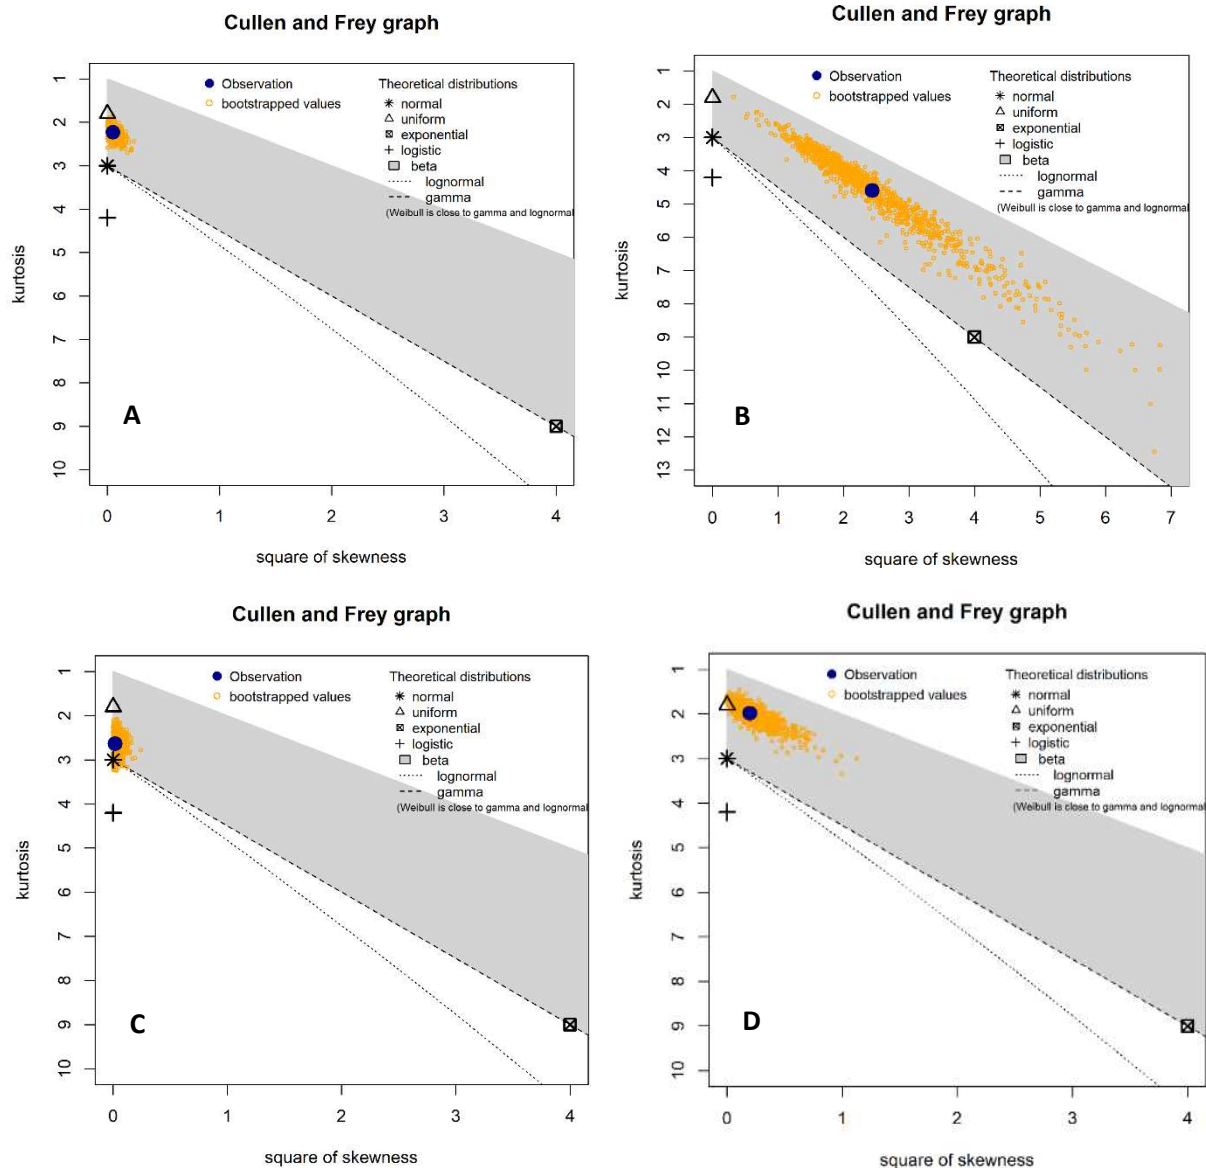 Cullen and Frey graph
Observation
bootstrapped values
Theoretical distributions
normal
uniform
exponential
logistic
beta
lognormal
gamma
(Weibull is close to gamma and lognormal
kurtosis
1
2
3
4
5
6
7
8
9
10
A
0
1
2
3
4
square of skewness
Cullen and Frey graph
Observation
bootstrapped values
Theoretical distributions
normal
uniform
exponential
logistic
beta
lognormal
gamma
(Weibull is close to gamma and lognormal
kurtosis
1
2
3
4
5
6
7
8
9
10
11
12
13
B
0
1
2
3
4
5
6
7
square of skewness
Cullen and Frey graph
Observation
bootstrapped values
Theoretical distributions
normal
uniform
exponential
logistic
beta
lognormal
gamma
(Weibull is close to gamma and lognormal
kurtosis
1
2
3
4
5
6
7
8
9
10
C
0
1
2
3
4
square of skewness
Cullen and Frey graph
Observation
bootstrapped values
Theoretical distributions
normal
uniform
exponential
logistic
beta
lognormal
gamma
(Weibull is close to gamma and lognormal
kurtosis
1
2
3
4
5
6
7
8
9
10
D
0
1
2
3
4
square of skewness